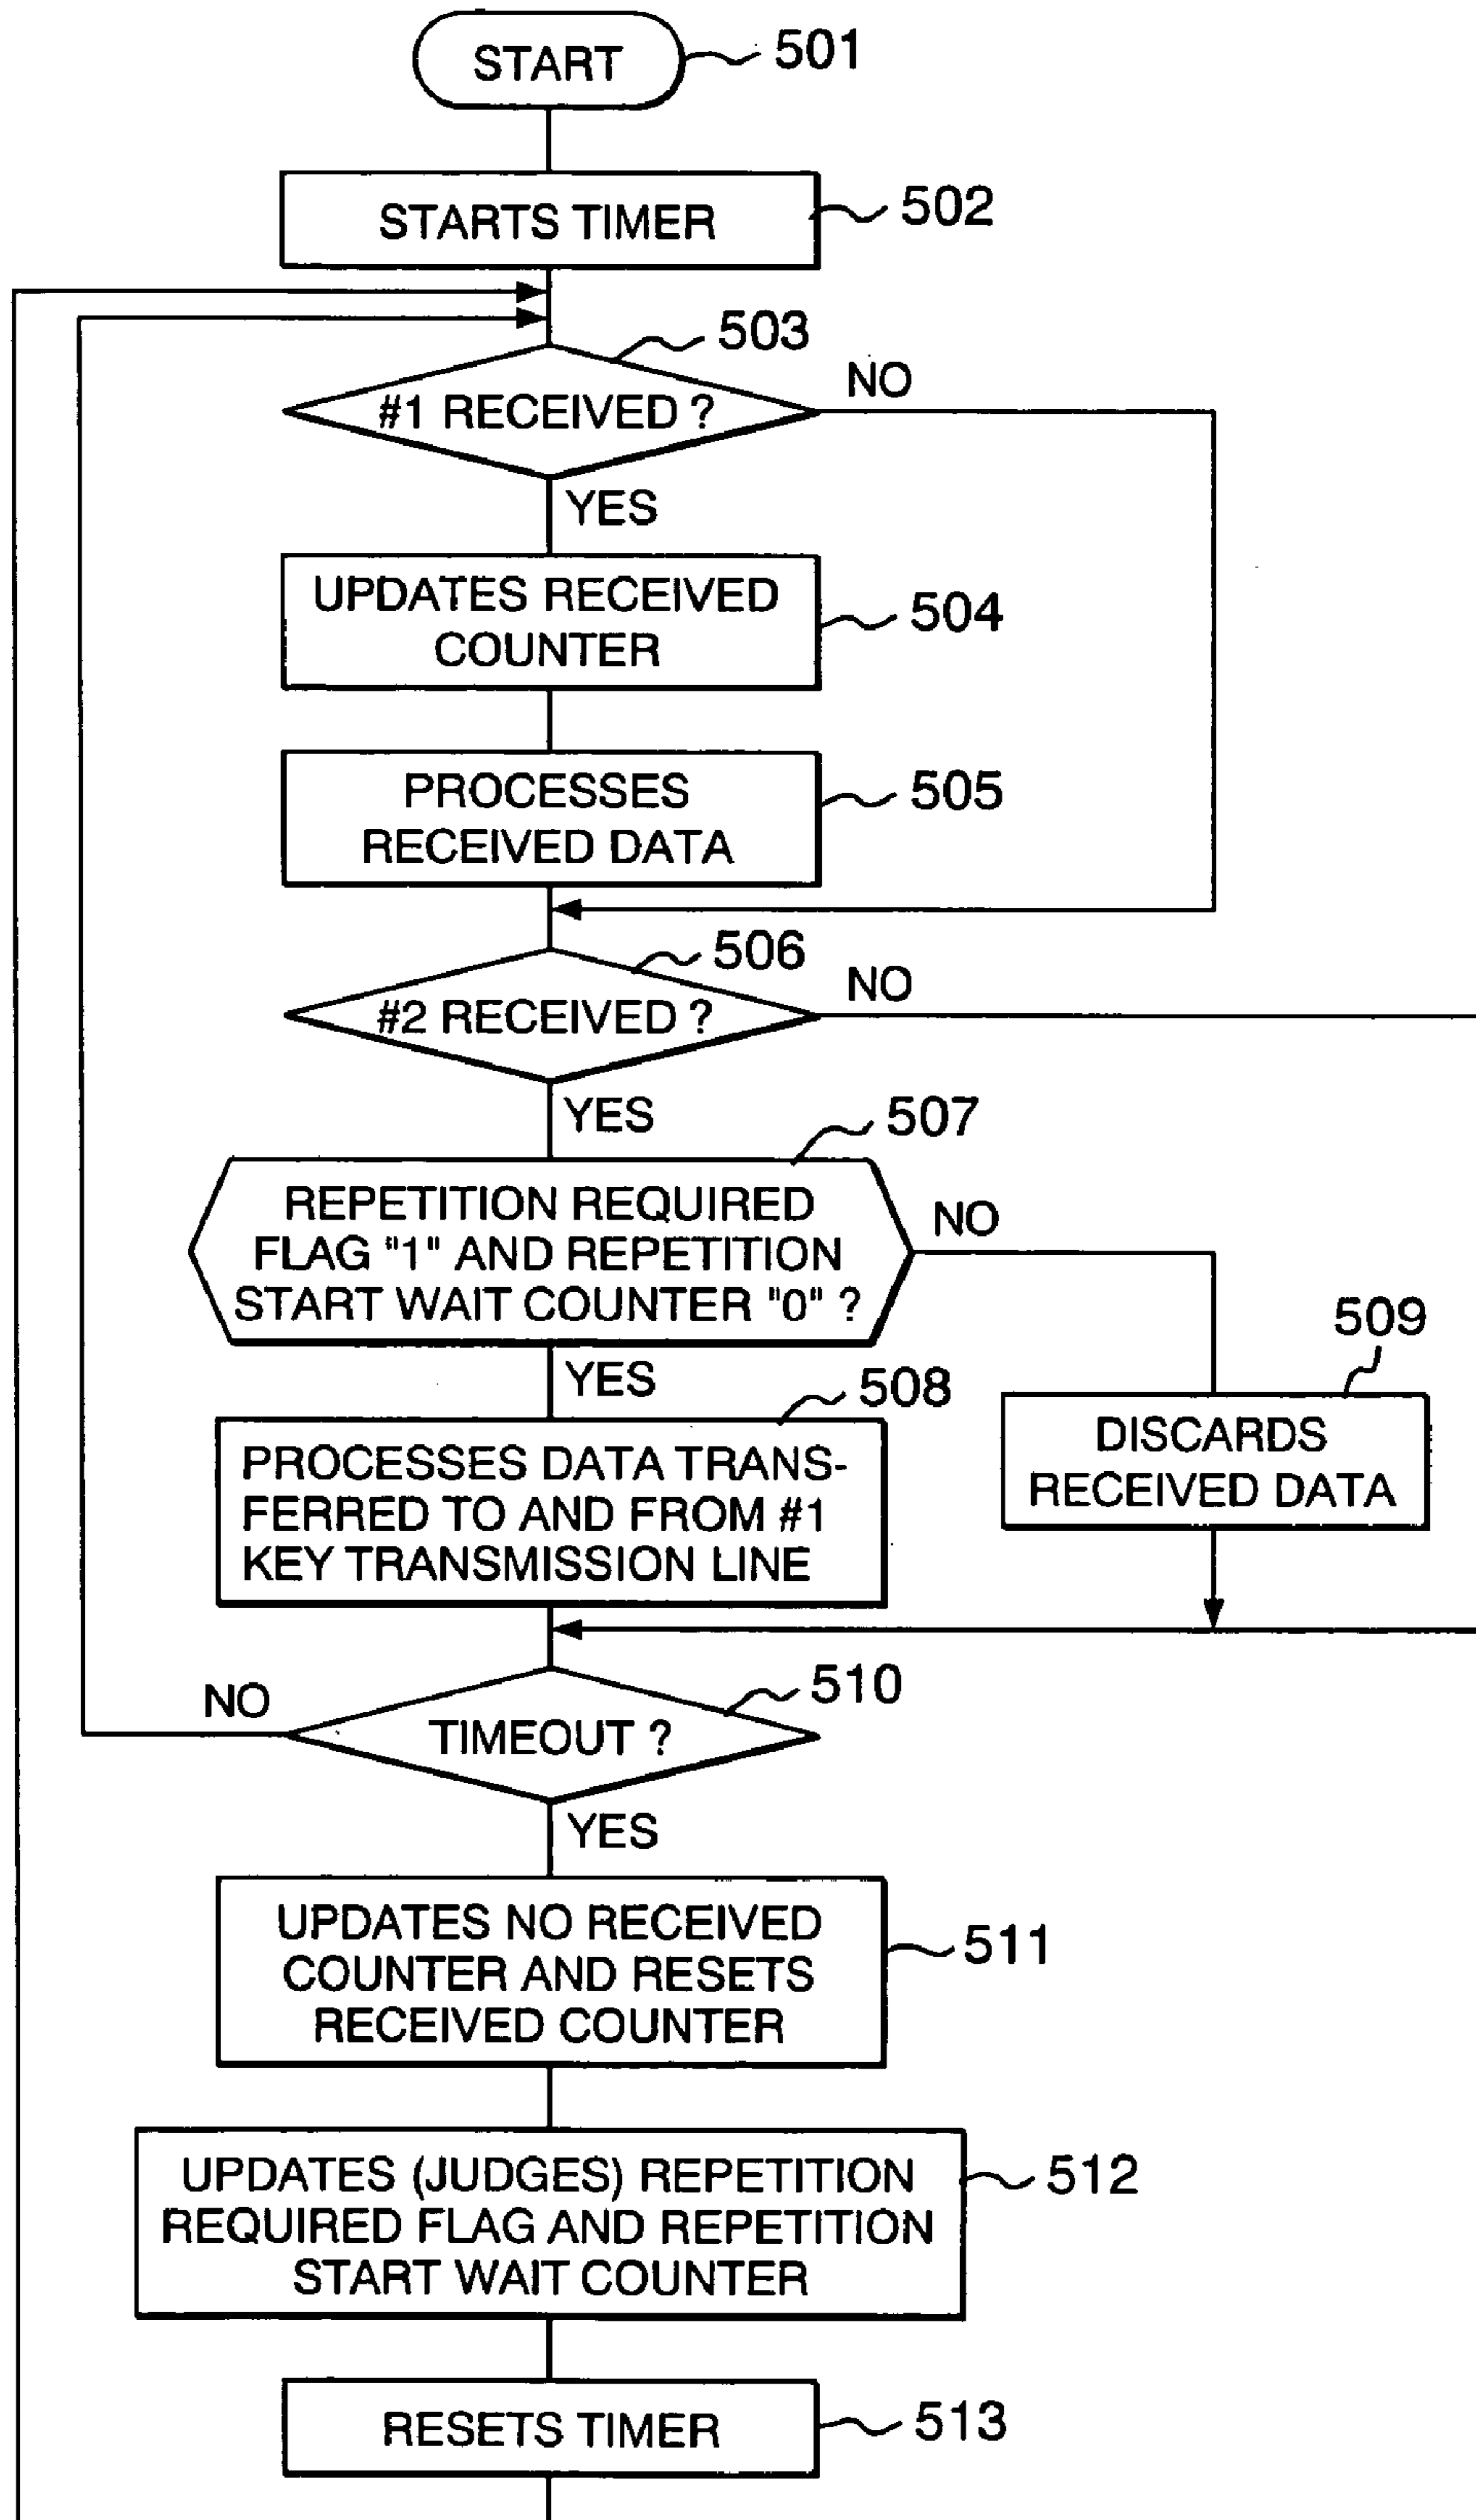 START
501
STARTS TIMER
502
503
#1 RECEIVED ?
NO
YES
UPDATES RECEIVED
COUNTER
504
PROCESSES
RECEIVED DATA
505
506
#2 RECEIVED ?
NO
YES
507
REPETITION REQUIRED
FLAG "1" AND REPETITION
START WAIT COUNTER "0" ?
NO
509
YES
508
DISCARDS
RECEIVED DATA
PROCESSES DATA TRANS-
FERRED TO AND FROM #1
KEY TRANSMISSION LINE
510
NO
TIMEOUT ?
YES
UPDATES NO RECEIVED
COUNTER AND RESETS
RECEIVED COUNTER
511
UPDATES (JUDGES) REPETITION
REQUIRED FLAG AND REPETITION
START WAIT COUNTER
512
RESETS TIMER
513